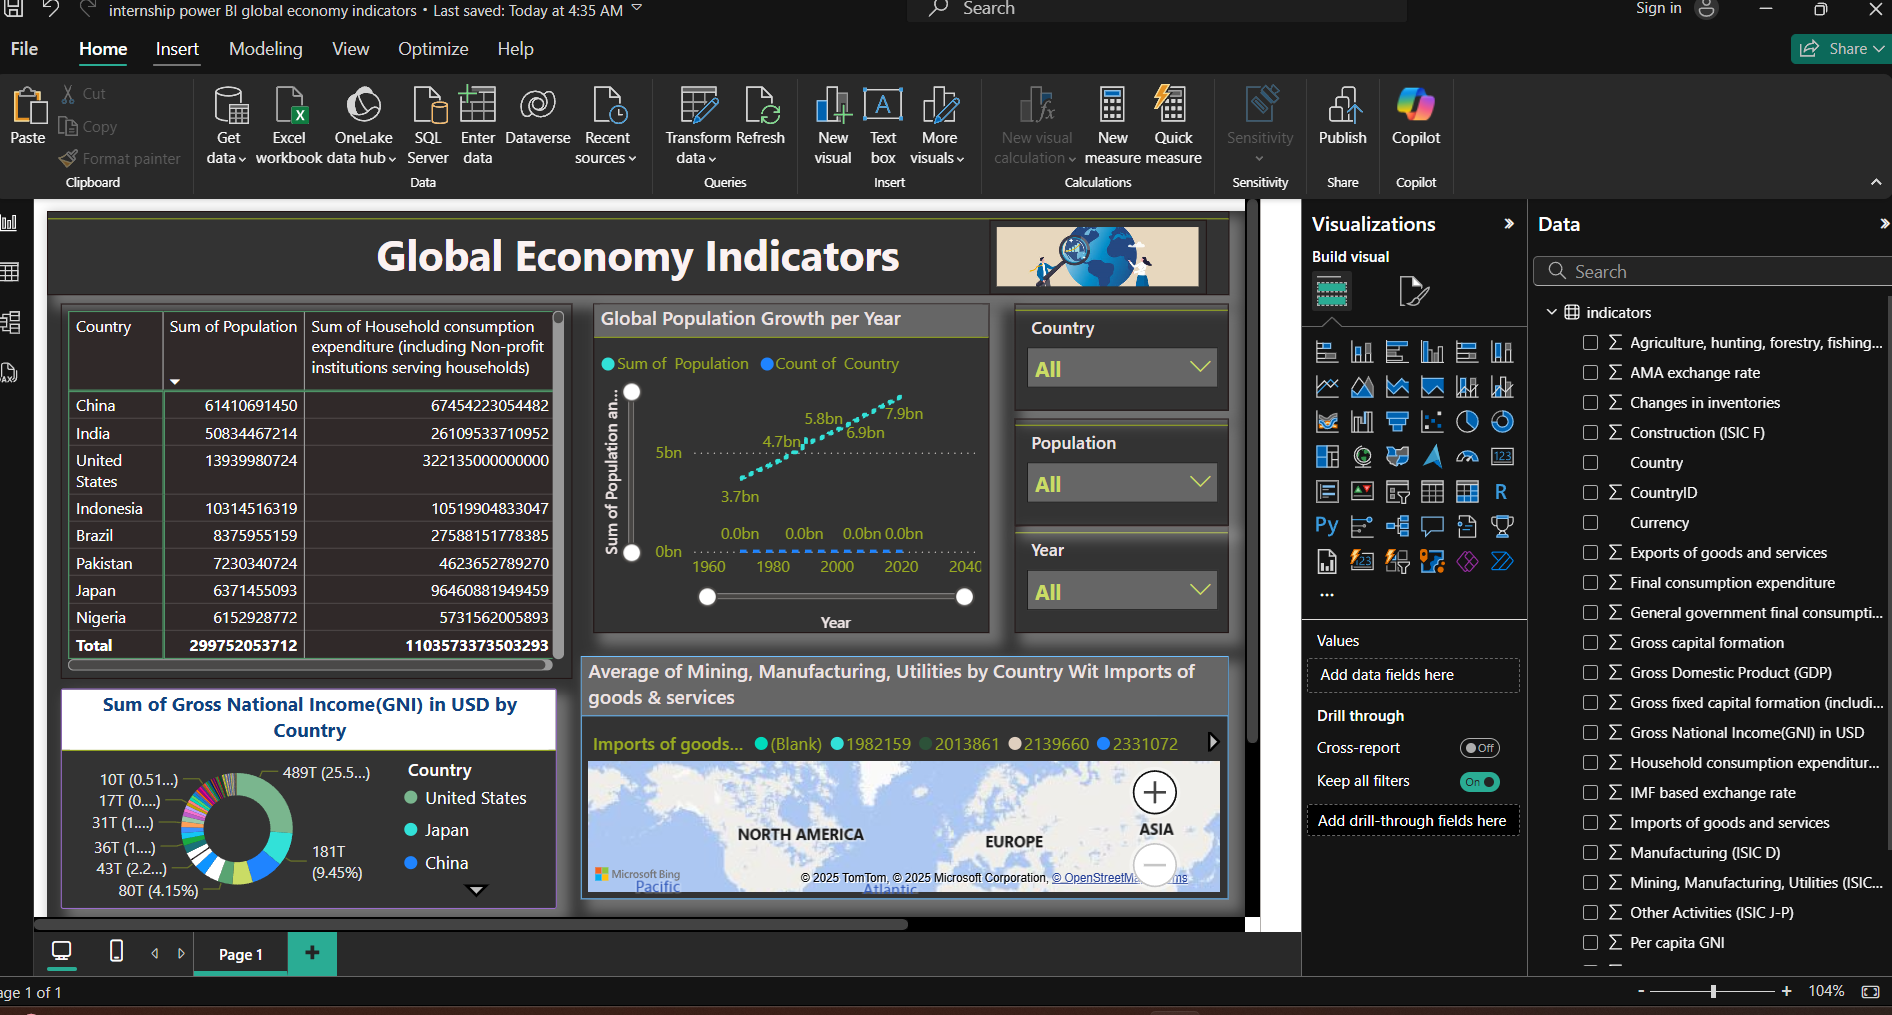 internship power BI global economy indicators • Last saved: Today at 4:35 AM
Search
Sign in
File
Home
Insert
Modeling
View
Optimize
Help
Share
Paste
Cut
Copy
Format painter
Clipboard
Get data
Excel workbook
OneLake data hub
SQL Server
Enter data
Dataverse
Recent sources
Data
Transform data
Refresh
Queries
New visual
Text box
More visuals
Insert
New visual calculation
New measure
Quick measure
Calculations
Sensitivity
Sensitivity
Publish
Share
Copilot
Copilot
Global Economy Indicators
Country Sum of Population Sum of Household consumption
expenditure (including Non-profit
institutions serving households)
China 61410691450 67454223054482
India 50834467214 26109533710952
United States 13939980724 322135000000000
Indonesia 10314516319 10519904833047
Brazil 8375955159 27588151778385
Pakistan 7230340724 4623652789270
Japan 6371455093 96460881949459
Nigeria 6152928772 5731562005893
Total 299752053712 1103573373503293
Global Population Growth per Year
Sum of Population Count of Country
Sum of Population an...
5bn
0bn
3.7bn
4.7bn
5.8bn
6.9bn
7.9bn
0.0bn 0.0bn 0.0bn 0.0bn
1960 1980 2000 2020 2040
Year
Country
All
Population
All
Year
All
Sum of Gross National Income(GNI) in USD by
Country
10T (0.51...)
17T (0....)
31T (1....)
36T (1....)
43T (2.2...)
80T (4.15%)
489T (25.5...)
181T
(9.45%)
Country
United States
Japan
China
Average of Mining, Manufacturing, Utilities by Country Wit Imports of
goods & services
Imports of goods... (Blank) 1982159 2013861 2139660 2331072
NORTH AMERICA
EUROPE
ASIA
Microsoft Bing
Pacific
Atlantic
© 2025 TomTom, © 2025 Microsoft Corporation, © OpenStreetM
ms
Page 1
age 1 of 1
104%
Visualizations
Build visual
123
R
Py
123
...
Values
Add data fields here
Drill through
Cross-report
Off
Keep all filters
On
Add drill-through fields here
Data
Search
indicators
Agriculture, hunting, forestry, fishing...
AMA exchange rate
Changes in inventories
Construction (ISIC F)
Country
CountryID
Currency
Exports of goods and services
Final consumption expenditure
General government final consumpti...
Gross capital formation
Gross Domestic Product (GDP)
Gross fixed capital formation (includi...
Gross National Income(GNI) in USD
Household consumption expenditur...
IMF based exchange rate
Imports of goods and services
Manufacturing (ISIC D)
Mining, Manufacturing, Utilities (ISIC...
Other Activities (ISIC J-P)
Per capita GNI